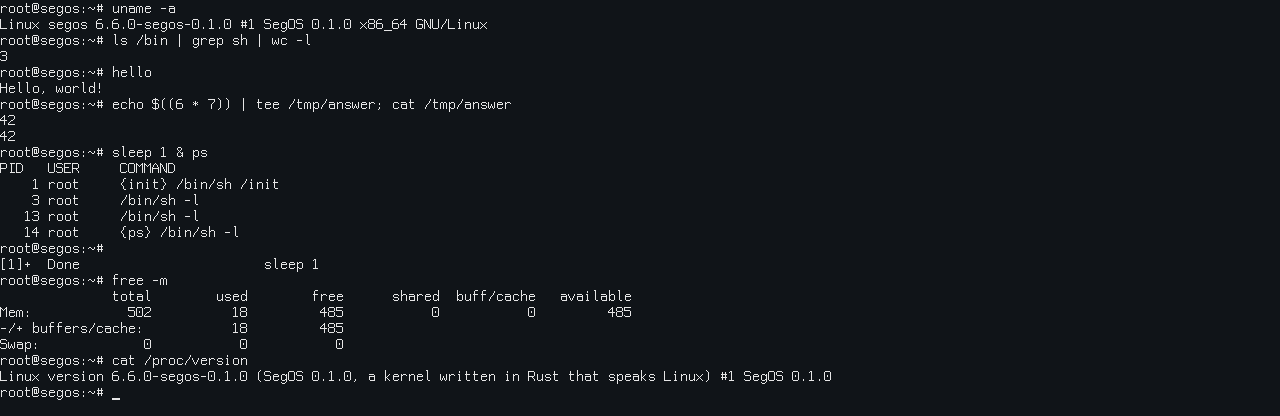 root@segos:~# uname -a
Linux segos 6.6.0-segos-0.1.0 #1 SegOS 0.1.0 x86_64 GNU/Linux
root@segos:~# ls /bin | grep sh | wc -l
3
root@segos:~# hello
Hello, world!
root@segos:~# echo $((6 * 7)) | tee /tmp/answer; cat /tmp/answer
42
42
root@segos:~# sleep 1 & ps
PID   USER     COMMAND
    1 root     {init} /bin/sh /init
    3 root     /bin/sh -l
   13 root     /bin/sh -l
   14 root     {ps} /bin/sh -l
root@segos:~#
[1]+  Done                       sleep 1
root@segos:~# free -m
              total        used        free      shared  buff/cache   available
Mem:            502          18         485           0           0         485
-/+ buffers/cache:           18         485
Swap:             0           0           0
root@segos:~# cat /proc/version
Linux version 6.6.0-segos-0.1.0 (SegOS 0.1.0, a kernel written in Rust that speaks Linux) #1 SegOS 0.1.0
root@segos:~# _